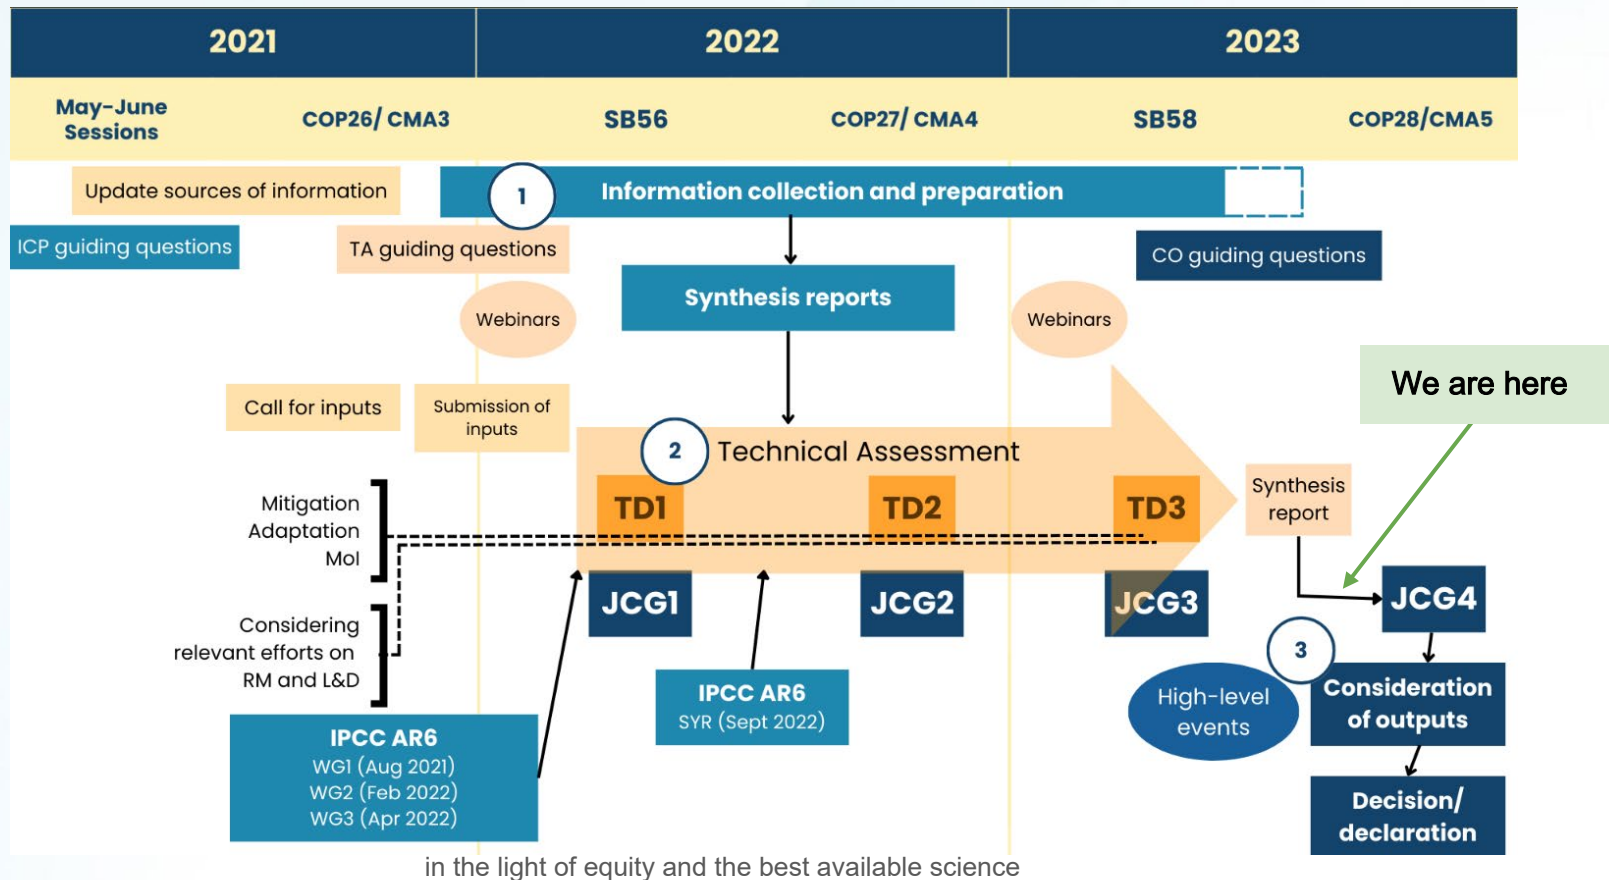 2021
2022
2023
May-June
Sessions
COP26/ CMA3
SB56
COP27/ CMA4
SB58
COP28/CMA5
Update sources of information
1
Information collection and preparation
ICP guiding questions
TA guiding questions
CO guiding questions
Webinars
Synthesis reports
Webinars
We are here
Call for inputs
Submission of
inputs
2
Technical Assessment
Mitigation
Adaptation
MoI
TD1
TD2
TD3
Synthesis
report
JCG1
JCG2
JCG3
JCG4
Considering
relevant efforts on
RM and L&D
3
IPCC AR6
SYR (Sept 2022)
High-level
events
Consideration
of outputs
IPCC AR6
WG1 (Aug 2021)
WG2 (Feb 2022)
WG3 (Apr 2022)
Decision/
declaration
in the light of equity and the best available science